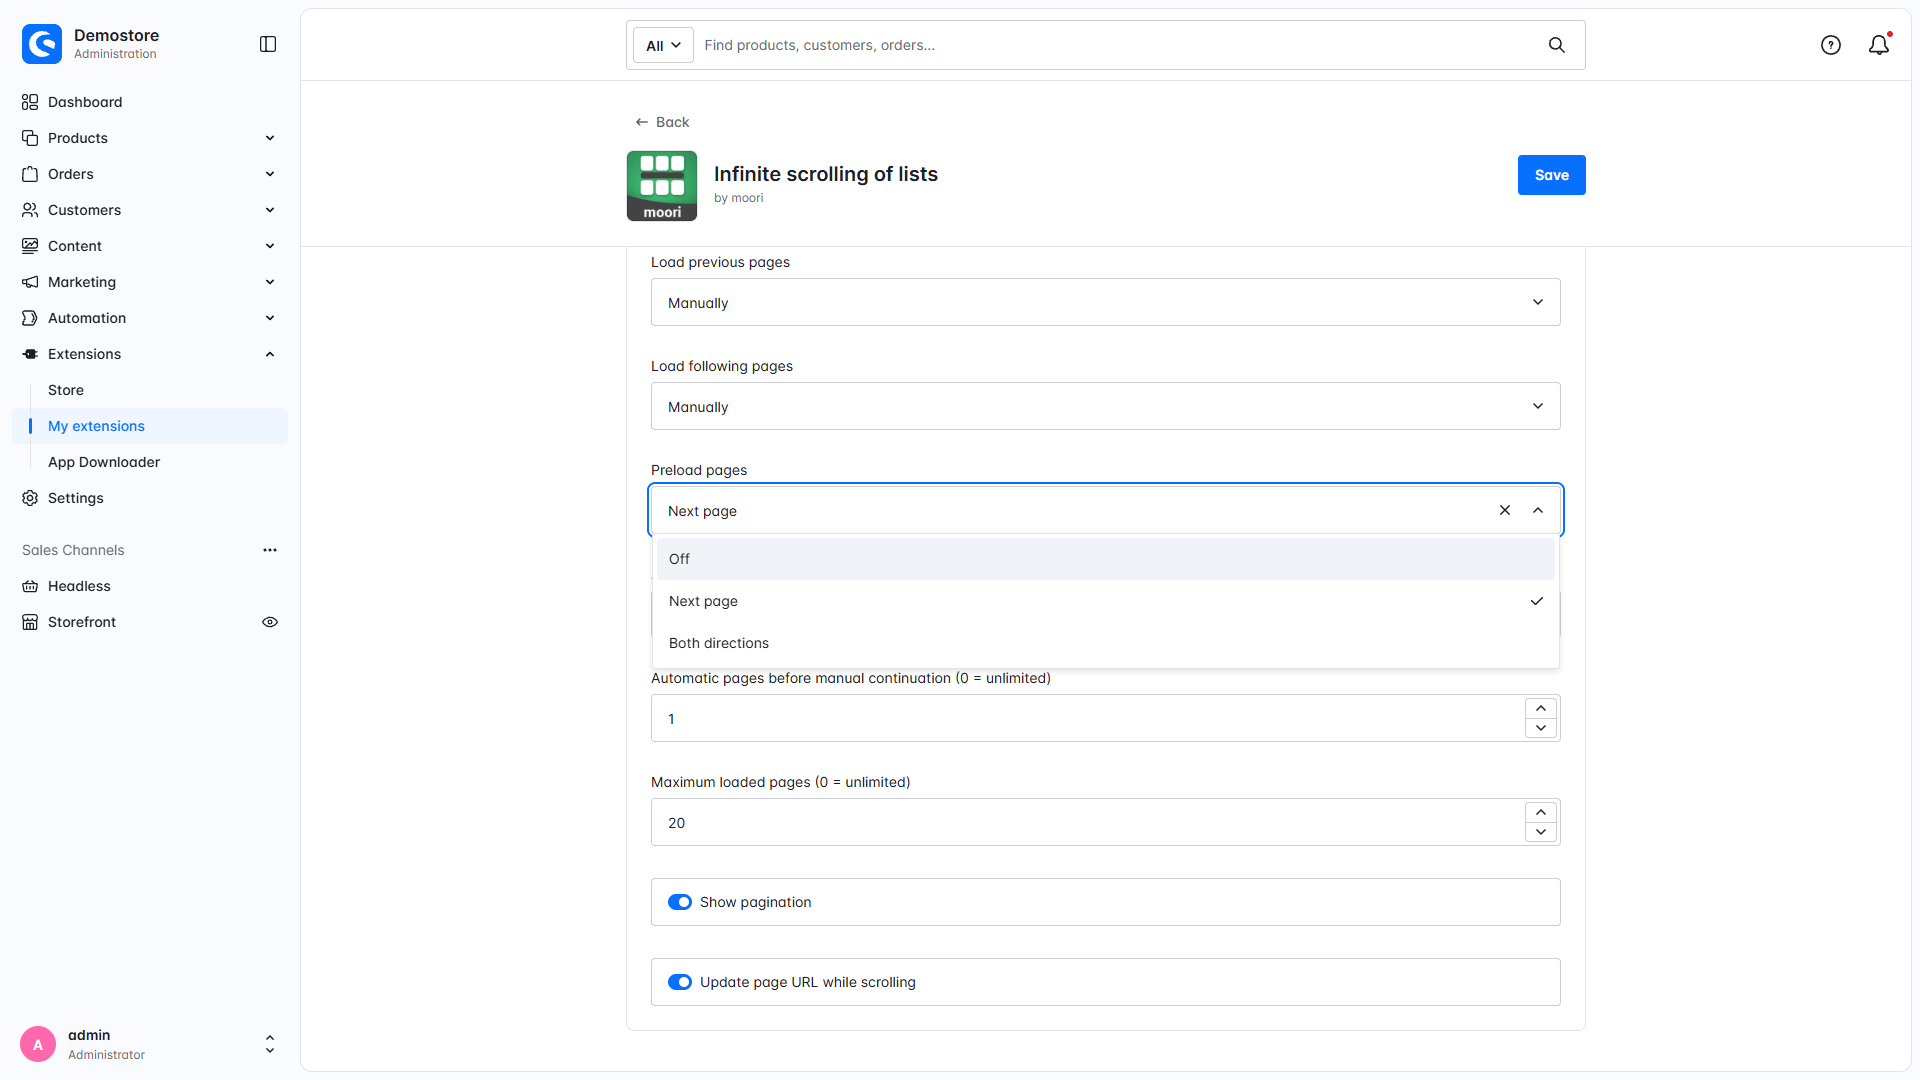 Demostore
Administration
All
Find products, customers, orders...
Dashboard
Products
Orders
Customers
Content
Marketing
Automation
Extensions
Store
My extensions
App Downloader
Settings
Sales Channels
Headless
Storefront
A
admin
Administrator
Back
moori
Infinite scrolling of lists
by moori
Save
Load previous pages
Manually
Load following pages
Manually
Preload pages
Next page
Off
Next page
Both directions
Automatic pages before manual continuation (0 = unlimited)
1
Maximum loaded pages (0 = unlimited)
20
Show pagination
Update page URL while scrolling